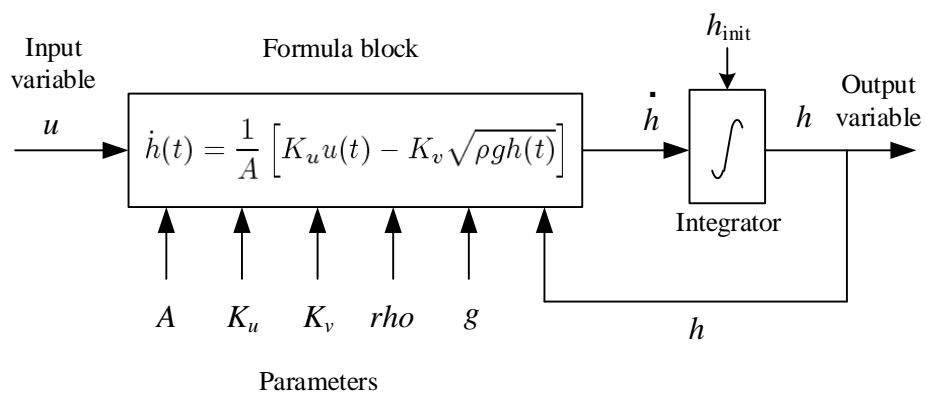 Input
variable
u
Formula block
h_init
ḣ(t) = 1/A [K_u u(t) − K_v √ρgh(t)]
ḣ
∫
Integrator
h
Output
variable
A K_u K_v rho g
h
Parameters